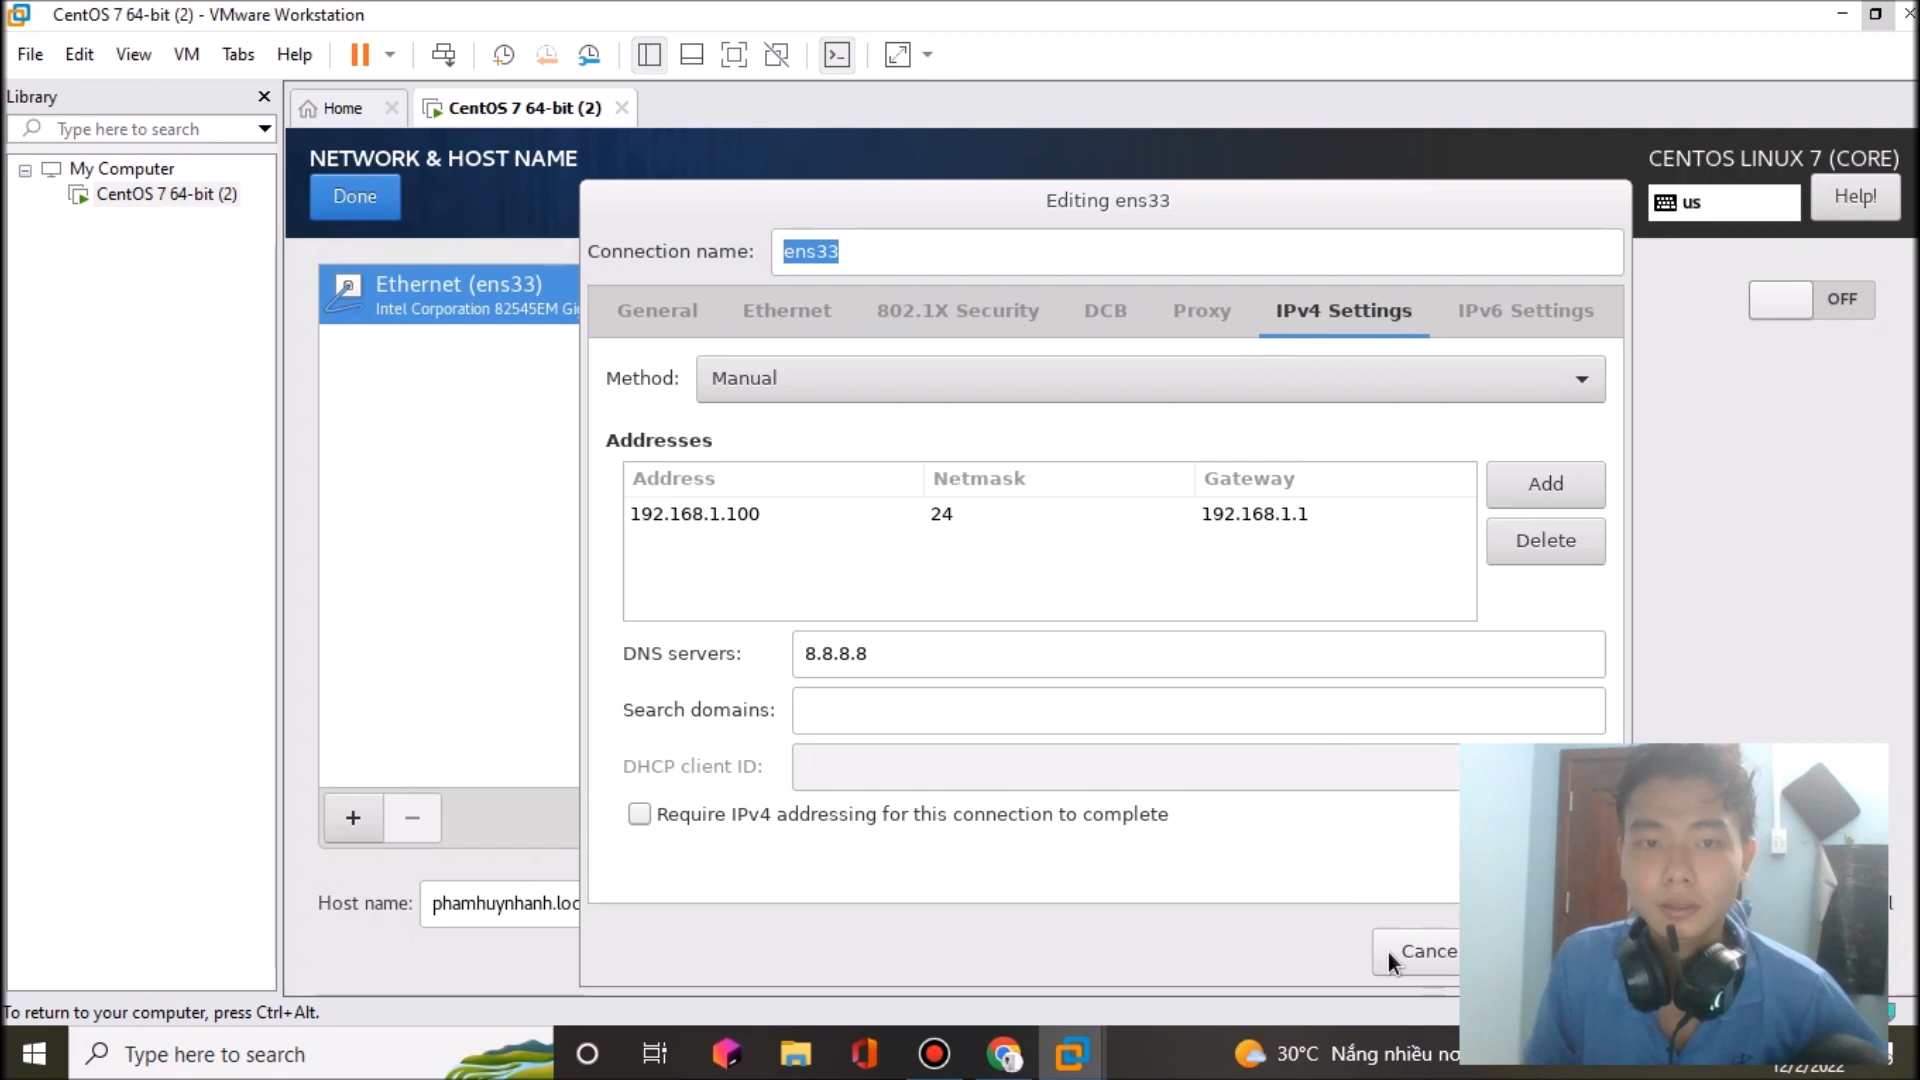 CentOS 7 64-bit (2) - VMware Workstation
File Edit View VM Tabs Help
Library
Type here to search
My Computer
CentOS 7 64-bit (2)
Home
CentOS 7 64-bit (2)
NETWORK & HOST NAME
Done
CENTOS LINUX 7 (CORE)
us
Help!
Ethernet (ens33)
Intel Corporation 82545EM
OFF
Editing ens33
Connection name: ens33
General Ethernet 802.1X Security DCB Proxy IPv4 Settings IPv6 Settings
Method: Manual
Addresses
Address Netmask Gateway
192.168.1.100 24 192.168.1.1
Add
Delete
DNS servers: 8.8.8.8
Search domains:
DHCP client ID:
Require IPv4 addressing for this connection to complete
+ −
Host name: phamhuynhanh.loc
Cance
To return to your computer, press Ctrl+Alt.
Type here to search
30°C Nắng nhiều
12/2/2022